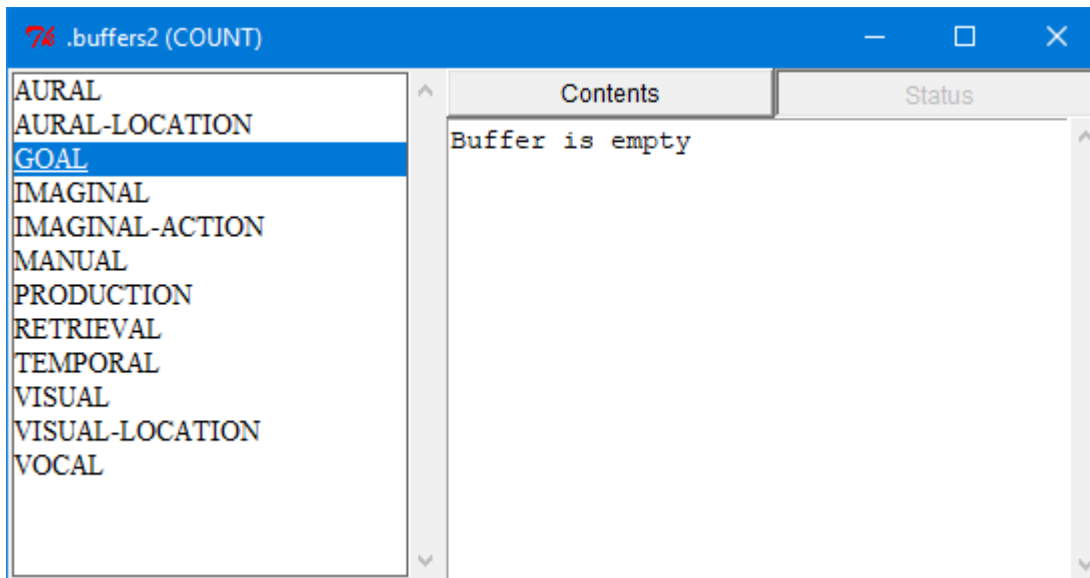 .buffers2 (COUNT)
AURAL
AURAL-LOCATION
GOAL
IMAGINAL
IMAGINAL-ACTION
MANUAL
PRODUCTION
RETRIEVAL
TEMPORAL
VISUAL
VISUAL-LOCATION
VOCAL
Contents
Status
Buffer is empty